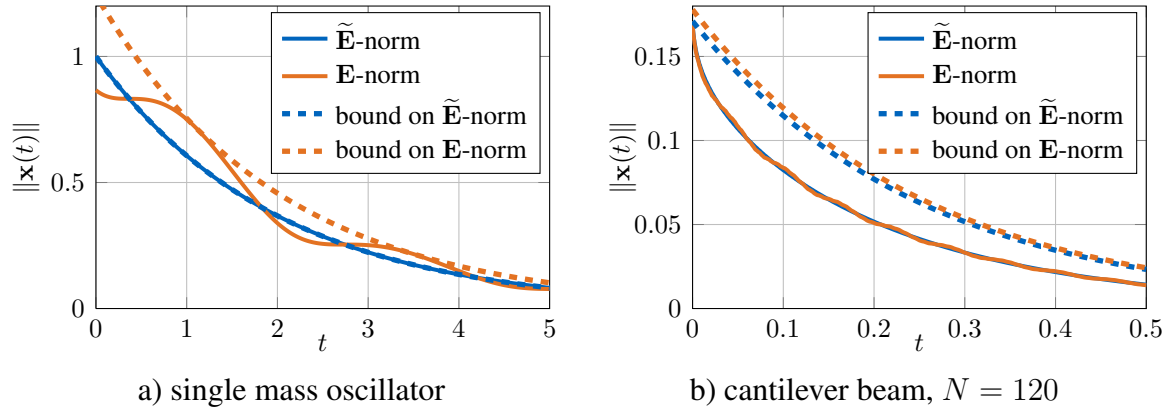 ‖x(t)‖
1
0.5
0
0 1 2 3 4 5
t
Ẽ-norm
E-norm
bound on Ẽ-norm
bound on E-norm
a) single mass oscillator
‖x(t)‖
0.15
0.1
0.05
0
0 0.1 0.2 0.3 0.4 0.5
t
Ẽ-norm
E-norm
bound on Ẽ-norm
bound on E-norm
b) cantilever beam, N = 120